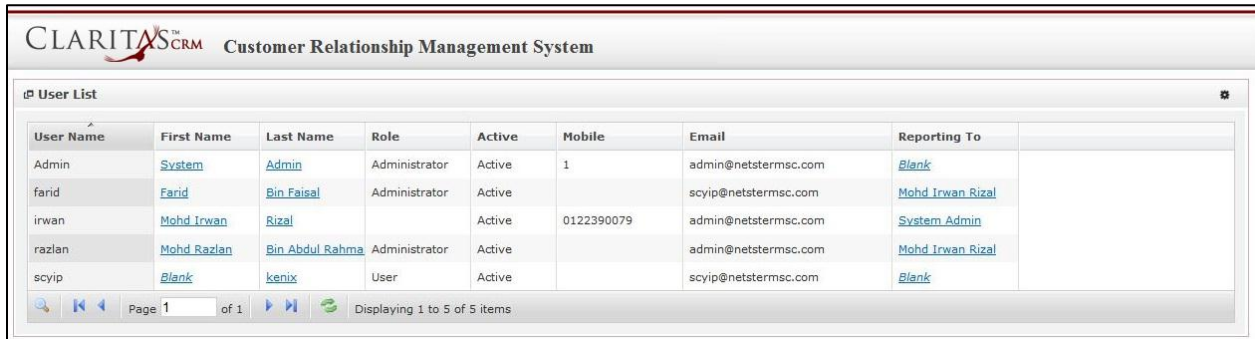 CLARITAS™ CRM Customer Relationship Management System
User List
User Name First Name Last Name Role Active Mobile Email Reporting To
Admin System Admin Administrator Active 1 admin@netstermsc.com Blank
farid Farid Bin Faisal Administrator Active scyip@netstermsc.com Mohd Irwan Rizal
irwan Mohd Irwan Rizal Active 0122390079 admin@netstermsc.com System Admin
razlan Mohd Razlan Bin Abdul Rahma Administrator Active admin@netstermsc.com Mohd Irwan Rizal
scyip Blank kenix User Active scyip@netstermsc.com Blank
Page 1 of 1 Displaying 1 to 5 of 5 items